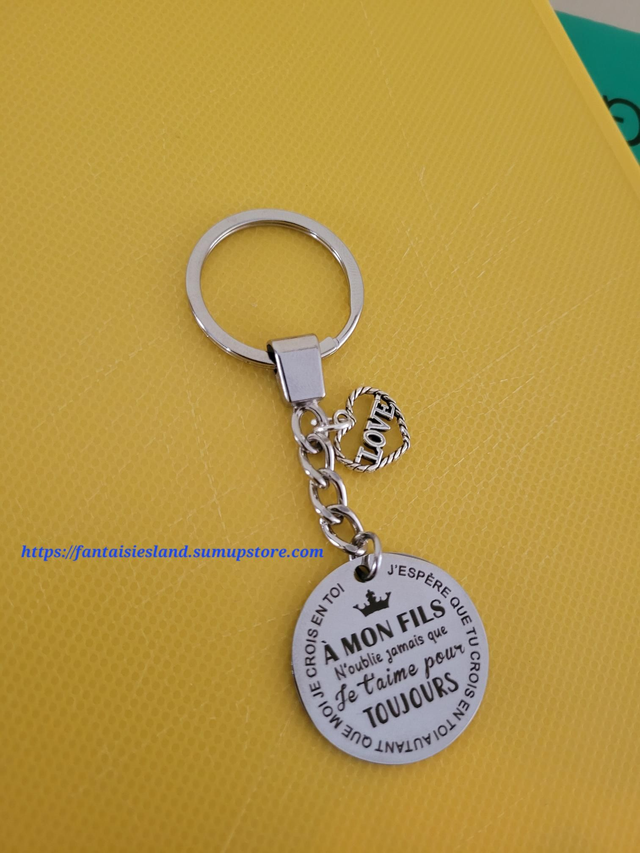 LOVE
https://fantaisiesland.sumupstore.com
J'ESPÈRE QUE TU CROIS EN TOI AUTANT QUE MOI JE CROIS EN TOI
À MON FILS
N'oublie jamais que
Je t'aime pour
TOUJOURS